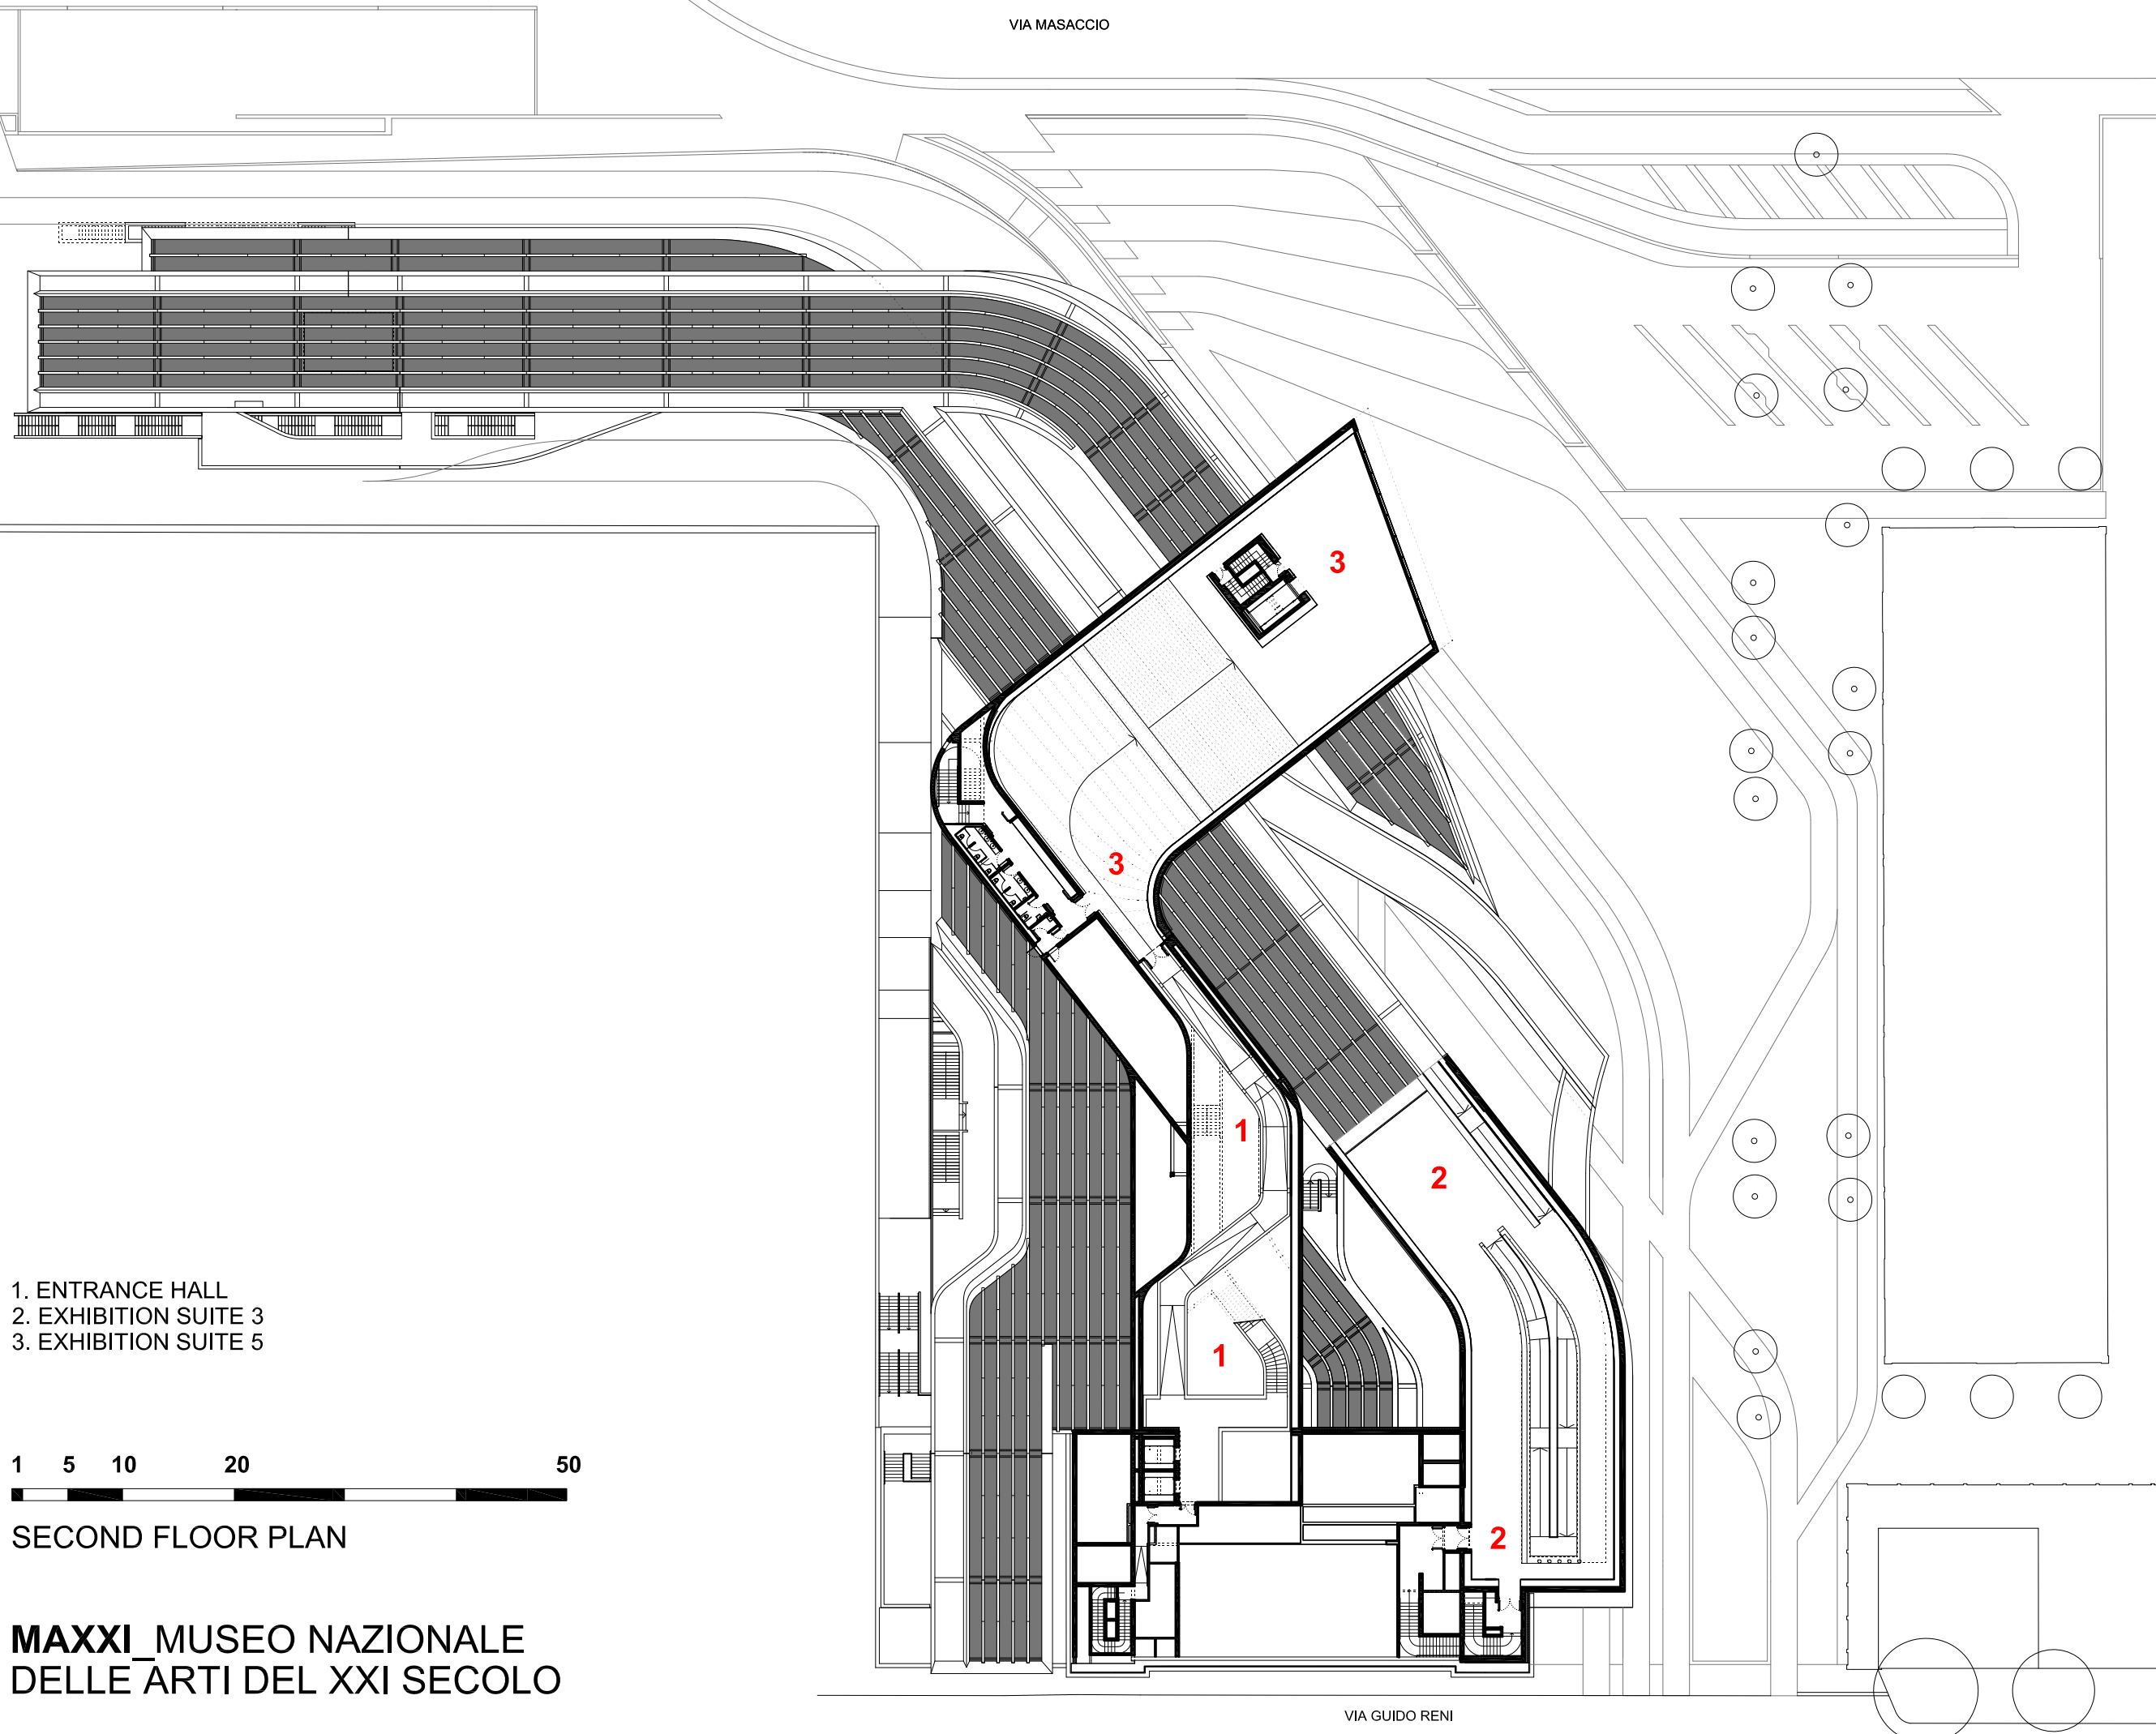 VIA MASACCIO
3
3
1
2
1
2
1. ENTRANCE HALL
2. EXHIBITION SUITE 3
3. EXHIBITION SUITE 5
1 5 10 20 50
SECOND FLOOR PLAN
MAXXI_MUSEO NAZIONALE
DELLE ARTI DEL XXI SECOLO
VIA GUIDO RENI